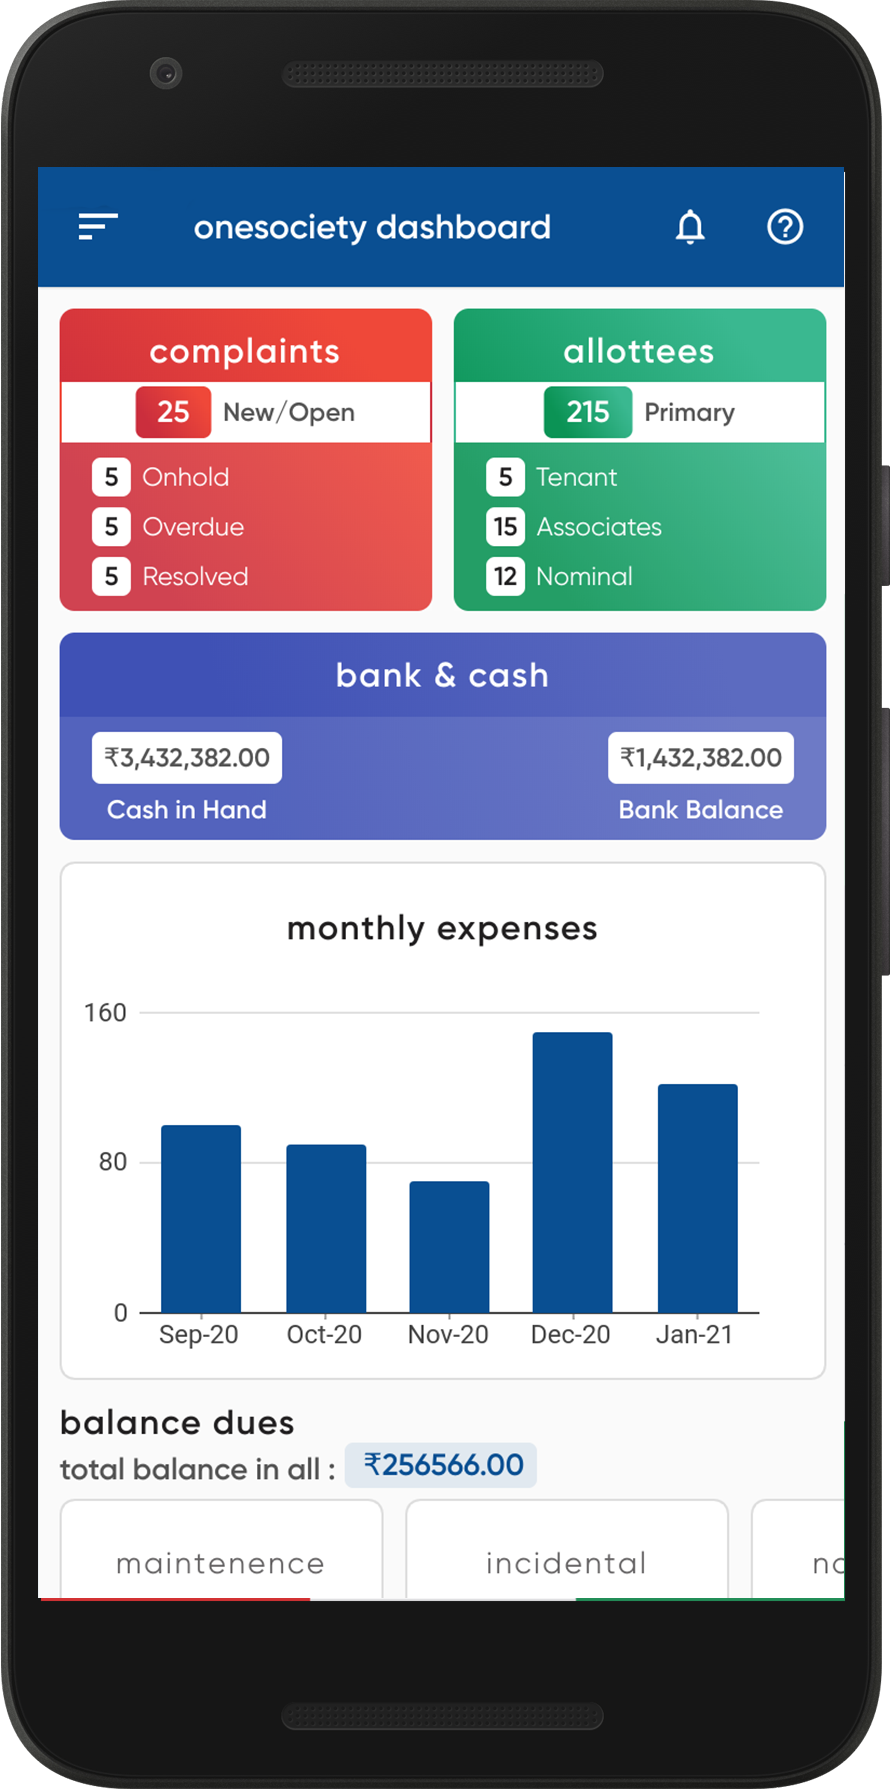 onesociety dashboard
complaints
25 New/Open
5 Onhold
5 Overdue
5 Resolved
allottees
215 Primary
5 Tenant
15 Associates
12 Nominal
bank & cash
₹3,432,382.00
Cash in Hand
₹1,432,382.00
Bank Balance
monthly expenses
160
80
0
Sep-20 Oct-20 Nov-20 Dec-20 Jan-21
balance dues
total balance in all : ₹256566.00
maintenence
incidental